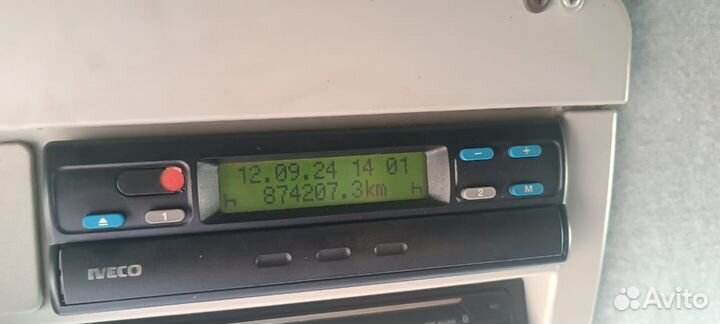 12.09.24 14 01
874207.3km
- +
1
2 M
IVECO
Avito